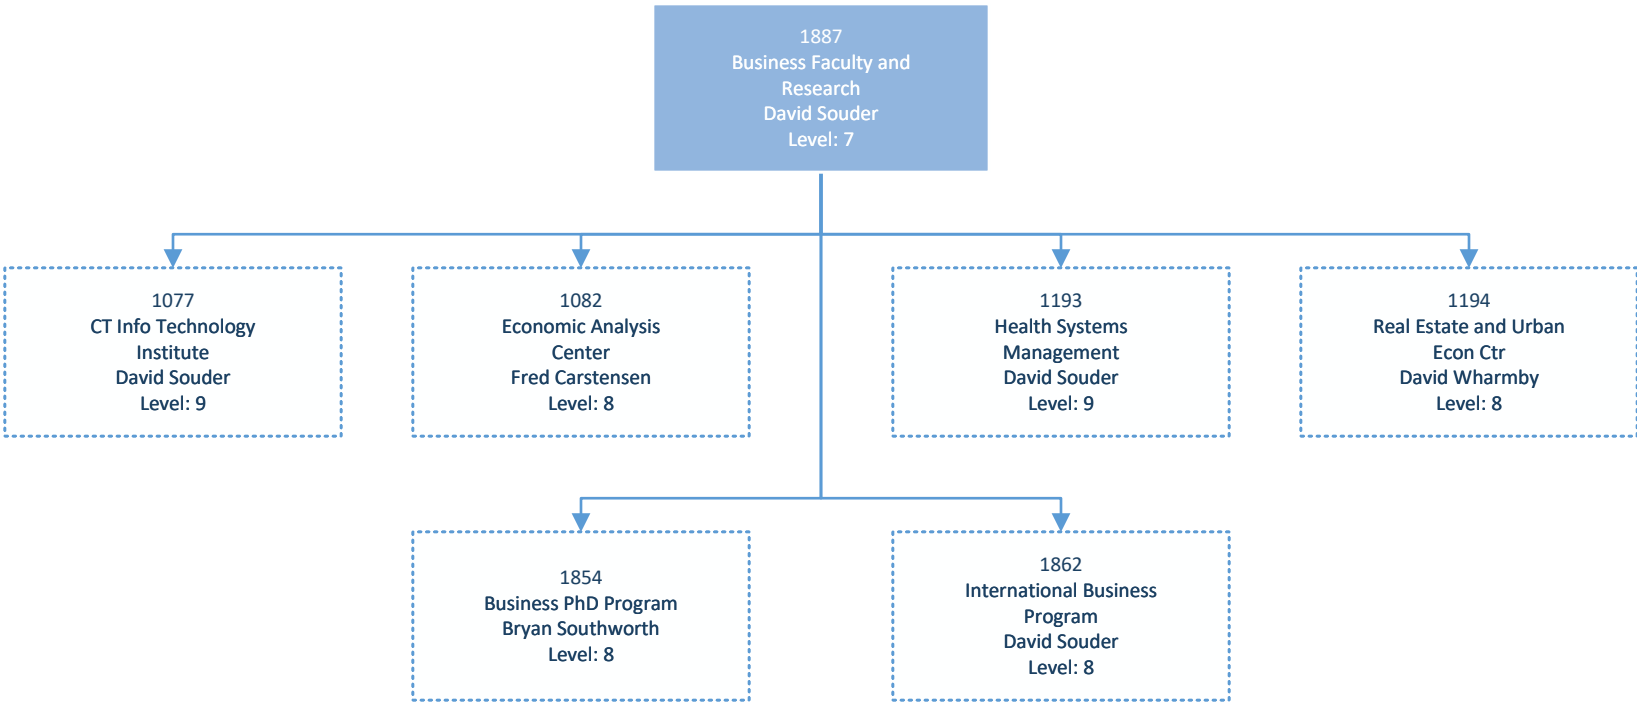 1887
Business Faculty and
Research
David Souder
Level: 7
1077
CT Info Technology
Institute
David Souder
Level: 9
1082
Economic Analysis
Center
Fred Carstensen
Level: 8
1193
Health Systems
Management
David Souder
Level: 9
1194
Real Estate and Urban
Econ Ctr
David Wharmby
Level: 8
1854
Business PhD Program
Bryan Southworth
Level: 8
1862
International Business
Program
David Souder
Level: 8